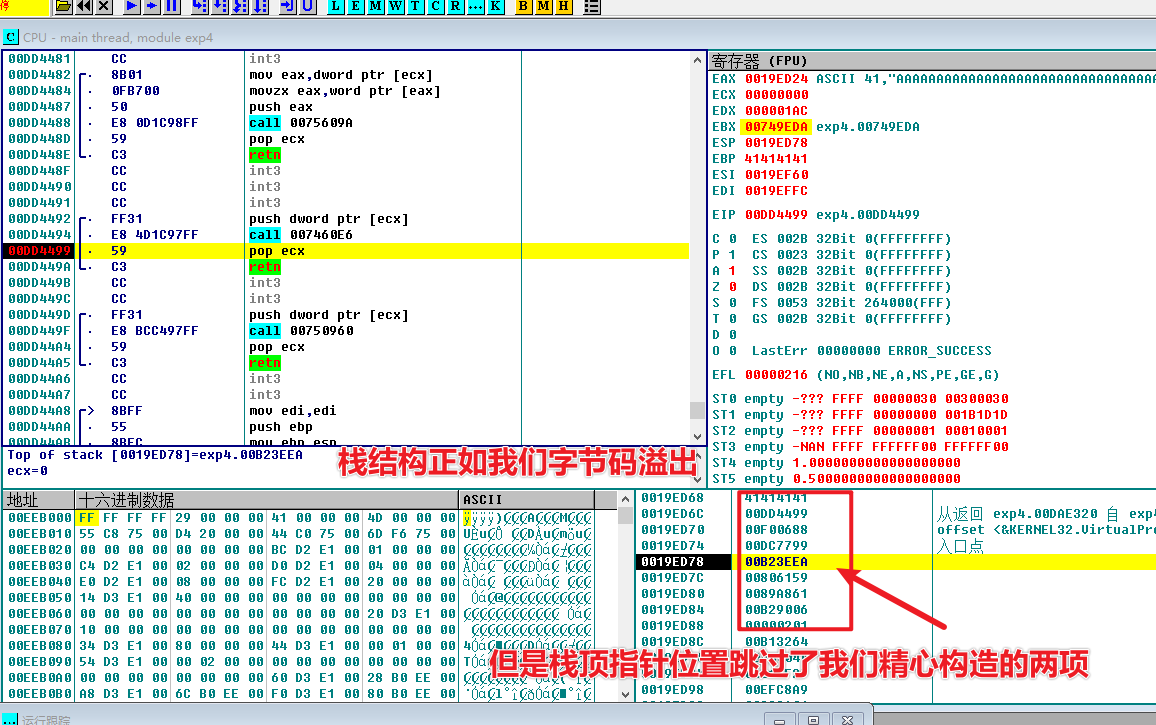 停
L E M W T C R ... K B M H
C CPU - main thread, module exp4
00DD4481 CC int3
00DD4482 8B01 mov eax,dword ptr [ecx]
00DD4484 0FB700 movzx eax,word ptr [eax]
00DD4487 50 push eax
00DD4488 E8 0D1C98FF call 0075609A
00DD448D 59 pop ecx
00DD448E C3 retn
00DD448F CC int3
00DD4490 CC int3
00DD4491 CC int3
00DD4492 FF31 push dword ptr [ecx]
00DD4494 E8 4D1C97FF call 007460E6
00DD4499 59 pop ecx
00DD449A C3 retn
00DD449B CC int3
00DD449C CC int3
00DD449D FF31 push dword ptr [ecx]
00DD449F E8 BCC497FF call 00750960
00DD44A4 59 pop ecx
00DD44A5 C3 retn
00DD44A6 CC int3
00DD44A7 CC int3
00DD44A8 8BFF mov edi,edi
00DD44AA 55 push ebp
00DD44AB 8BEC mov ebp,esp
Top of stack [0019ED78]=exp4.00B23EEA
ecx=0
栈结构正如我们字节码溢出
寄存器 (FPU)
EAX 0019ED24 ASCII 41,"AAAAAAAAAAAAAAAAAAAAAAAAAAAAAAAA
ECX 00000000
EDX 000001AC
EBX 00749EDA exp4.00749EDA
ESP 0019ED78
EBP 41414141
ESI 0019EF60
EDI 0019EFFC
EIP 00DD4499 exp4.00DD4499
C 0 ES 002B 32Bit 0(FFFFFFFF)
P 1 CS 0023 32Bit 0(FFFFFFFF)
A 1 SS 002B 32Bit 0(FFFFFFFF)
Z 0 DS 002B 32Bit 0(FFFFFFFF)
S 0 FS 0053 32Bit 264000(FFF)
T 0 GS 002B 32Bit 0(FFFFFFFF)
D 0
O 0 LastErr 00000000 ERROR_SUCCESS
EFL 00000216 (NO,NB,NE,A,NS,PE,GE,G)
ST0 empty -??? FFFF 00000030 00300030
ST1 empty -??? FFFF 00000000 001B1D1D
ST2 empty -??? FFFF 00000001 00010001
ST3 empty -NAN FFFF FFFFFF00 FFFFFF00
ST4 empty 1.0000000000000000000
ST5 empty 0.5000000000000000000
地址 十六进制数据 ASCII
00EEB000 FF FF FF FF 29 00 00 00 41 00 00 00 4D 00 00 00
00EEB010 55 C8 75 00 D4 20 00 00 44 C0 75 00 6D F6 75 00
00EEB020 00 00 00 00 00 00 00 00 BC D2 E1 00 01 00 00 00
00EEB030 C4 D2 E1 00 02 00 00 00 D0 D2 E1 00 04 00 00 00
00EEB040 E0 D2 E1 00 08 00 00 00 FC D2 E1 00 20 00 00 00
00EEB050 14 D3 E1 00 40 00 00 00 00 00 00 00 00 00 00 00
00EEB060 00 00 00 00 00 00 00 00 00 00 00 00 20 D3 E1 00
00EEB070 10 00 00 00 00 00 00 00 00 00 00 00 00 00 00 00
00EEB080 34 D3 E1 00 80 00 00 00 44 D3 E1 00 00 01 00 00
00EEB090 54 D3 E1 00 00 02 00 00 00 00 00 00 00 00 00 00
00EEB0A0 00 00 00 00 00 00 00 00 60 D3 E1 00 28 B0 EE 00
00EEB0B0 A8 D3 E1 00 6C B0 EE 00 F0 D3 E1 00 80 B0 EE 00
0019ED68 41414141
0019ED6C 00DD4499 从返回 exp4.00DAE320 自 exp4
0019ED70 00F00688 offset <&KERNEL32.VirtualPro
0019ED74 00DC7799 入口点
0019ED78 00B23EEA
0019ED7C 00806159
0019ED80 0089A861
0019ED84 00B29006
0019ED88 00000201
0019ED8C 00B13264
但是栈顶指针位置跳过了我们精心构造的两项
0019ED98 00EFC8A9
... 运行跟踪